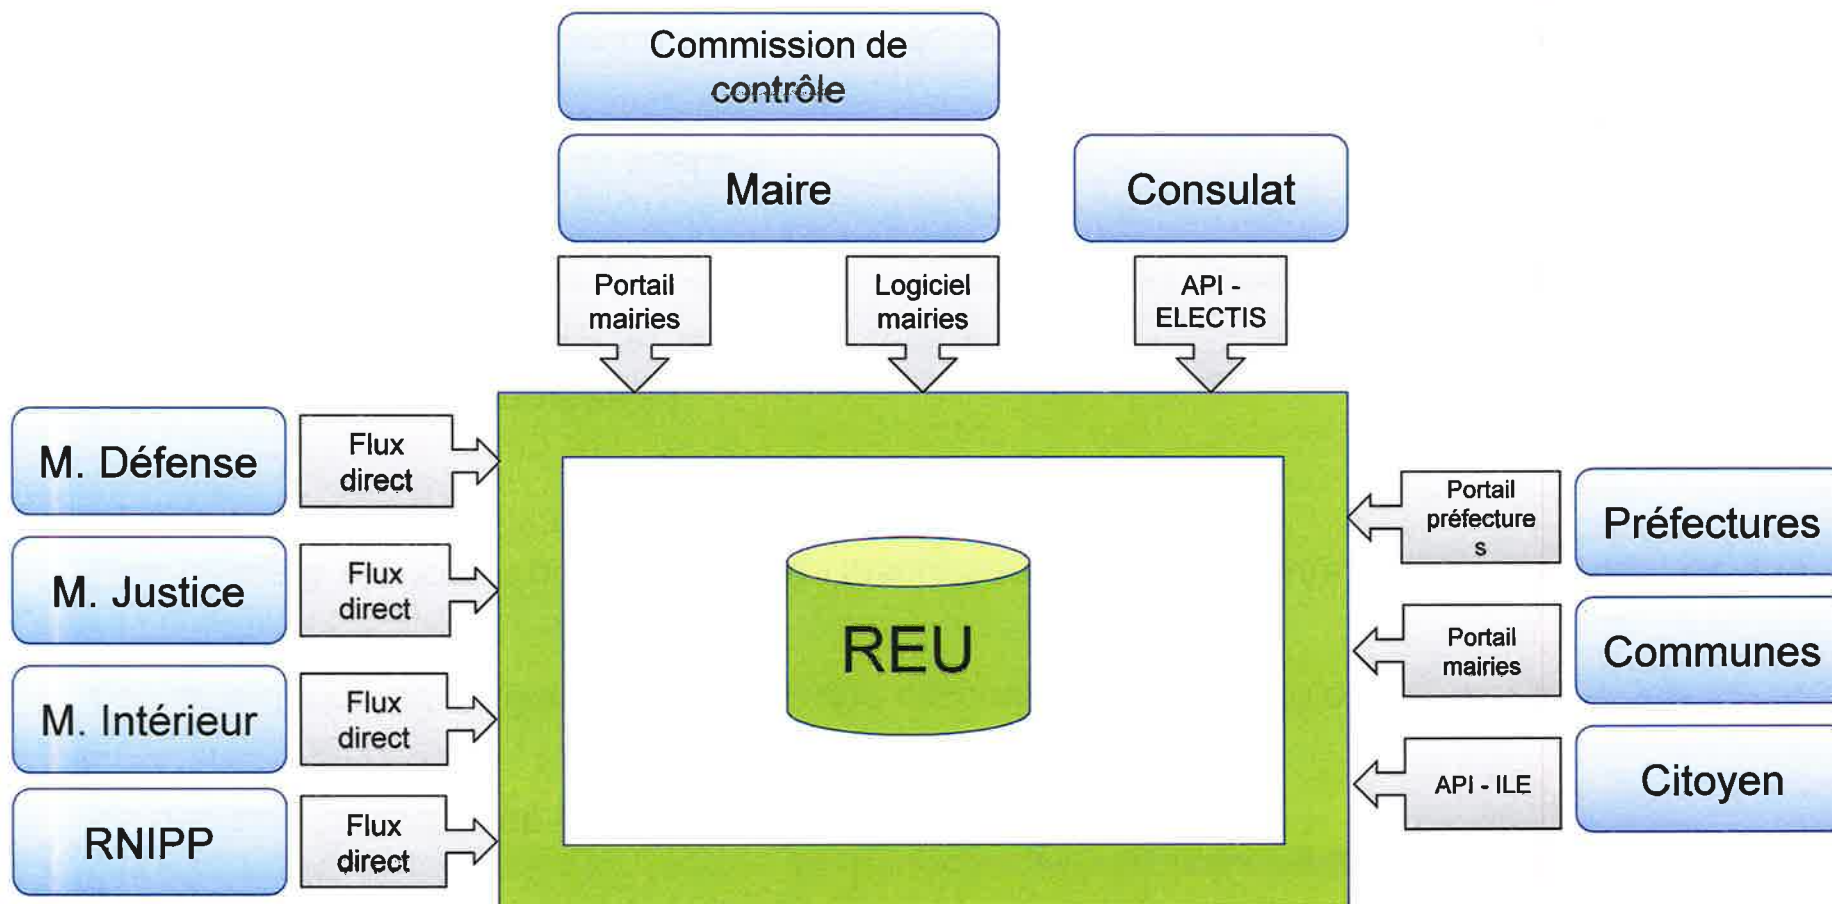 Commission de
contrôle
Maire
Consulat
Portail
mairies
Logiciel
mairies
API -
ELECTIS
M. Défense
Flux
direct
M. Justice
Flux
direct
M. Intérieur
Flux
direct
RNIPP
Flux
direct
REU
Portail
préfecture
s
Préfectures
Portail
mairies
Communes
API - ILE
Citoyen